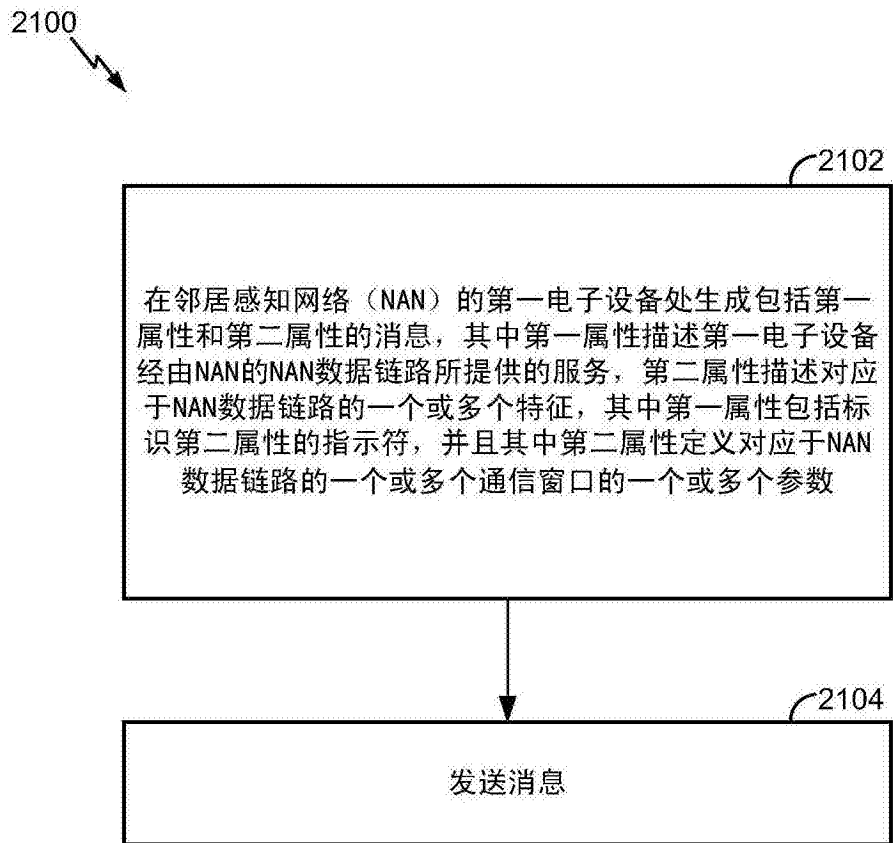 2100
2102
在邻居感知网络（NAN）的第一电子设备处生成包括第一
属性和第二属性的消息，其中第一属性描述第一电子设备
经由NAN的NAN数据链路所提供的服务，第二属性描述对应
于NAN数据链路的一个或多个特征，其中第一属性包括标
识第二属性的指示符，并且其中第二属性定义对应于NAN
数据链路的一个或多个通信窗口的一个或多个参数
2104
发送消息